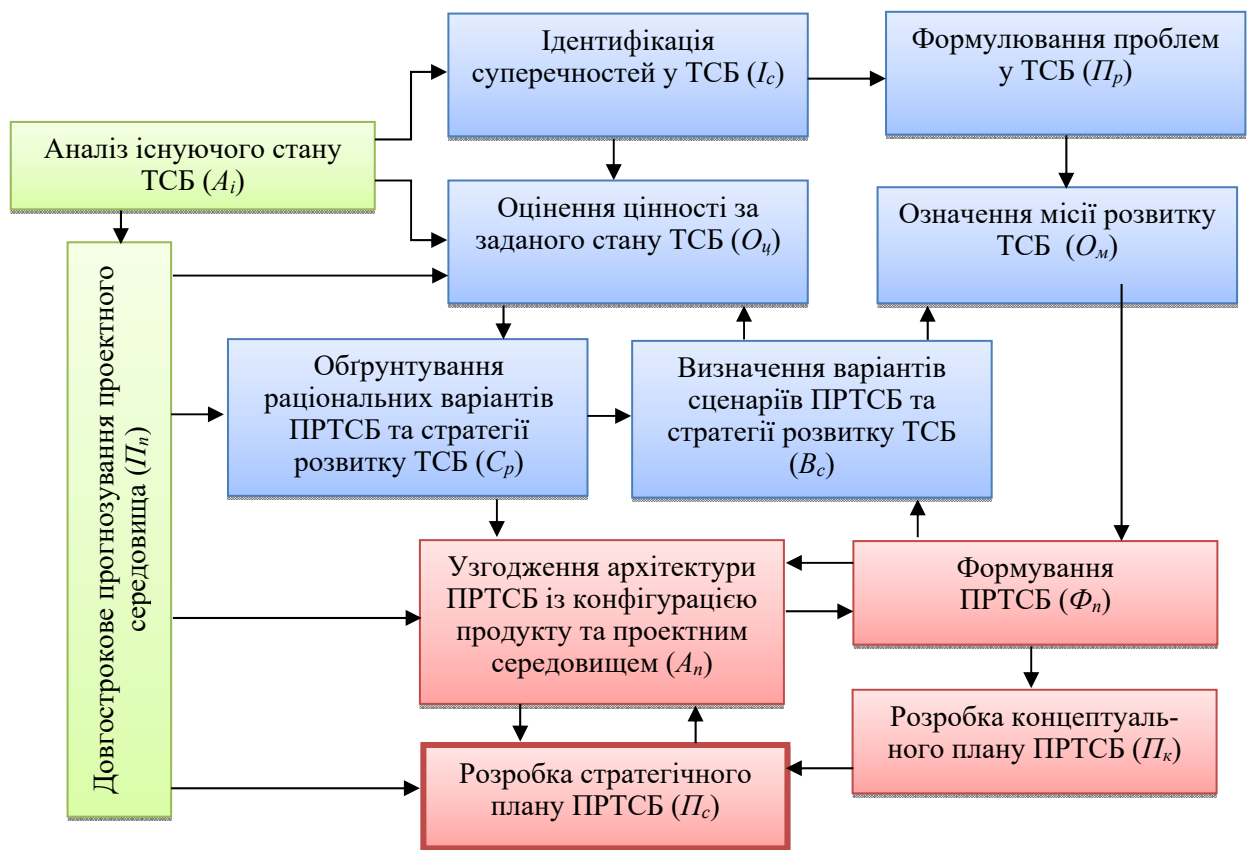 Ідентифікація
суперечностей у ТСБ (Іс)
Формулювання проблем
у ТСБ (Пр)
Аналіз існуючого стану
ТСБ (Аі)
Оцінення цінності за
заданого стану ТСБ (Оц)
Означення місії розвитку
ТСБ (Ом)
Довгострокове прогнозування проектного
середовища (Пп)
Обґрунтування
раціональних варіантів
ПРТСБ та стратегії
розвитку ТСБ (Ср)
Визначення варіантів
сценаріїв ПРТСБ та
стратегії розвитку ТСБ
(Вс)
Узгодження архітектури
ПРТСБ із конфігурацією
продукту та проектним
середовищем (Ап)
Формування
ПРТСБ (Фп)
Розробка концептуаль-
ного плану ПРТСБ (Пк)
Розробка стратегічного
плану ПРТСБ (Пс)